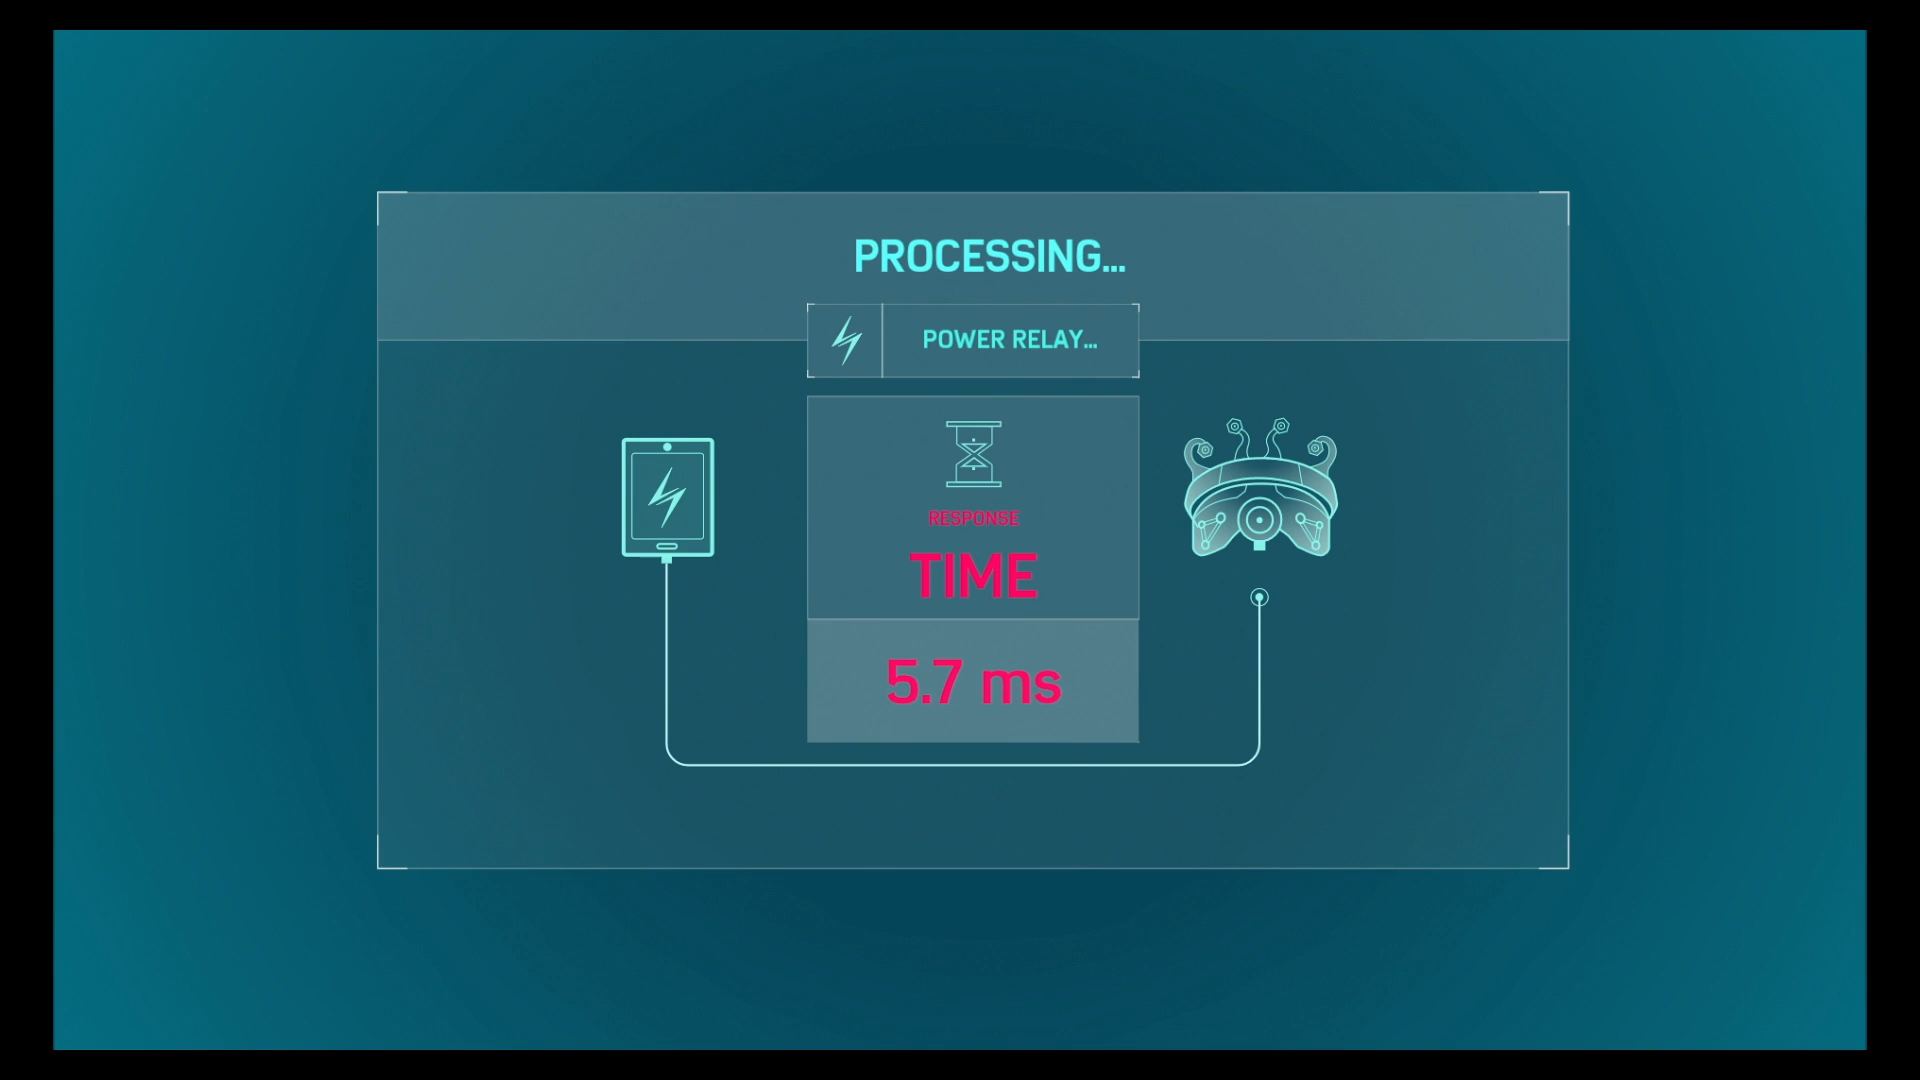 PROCESSING...
POWER RELAY...
RESPONSE
TIME
5.7 ms